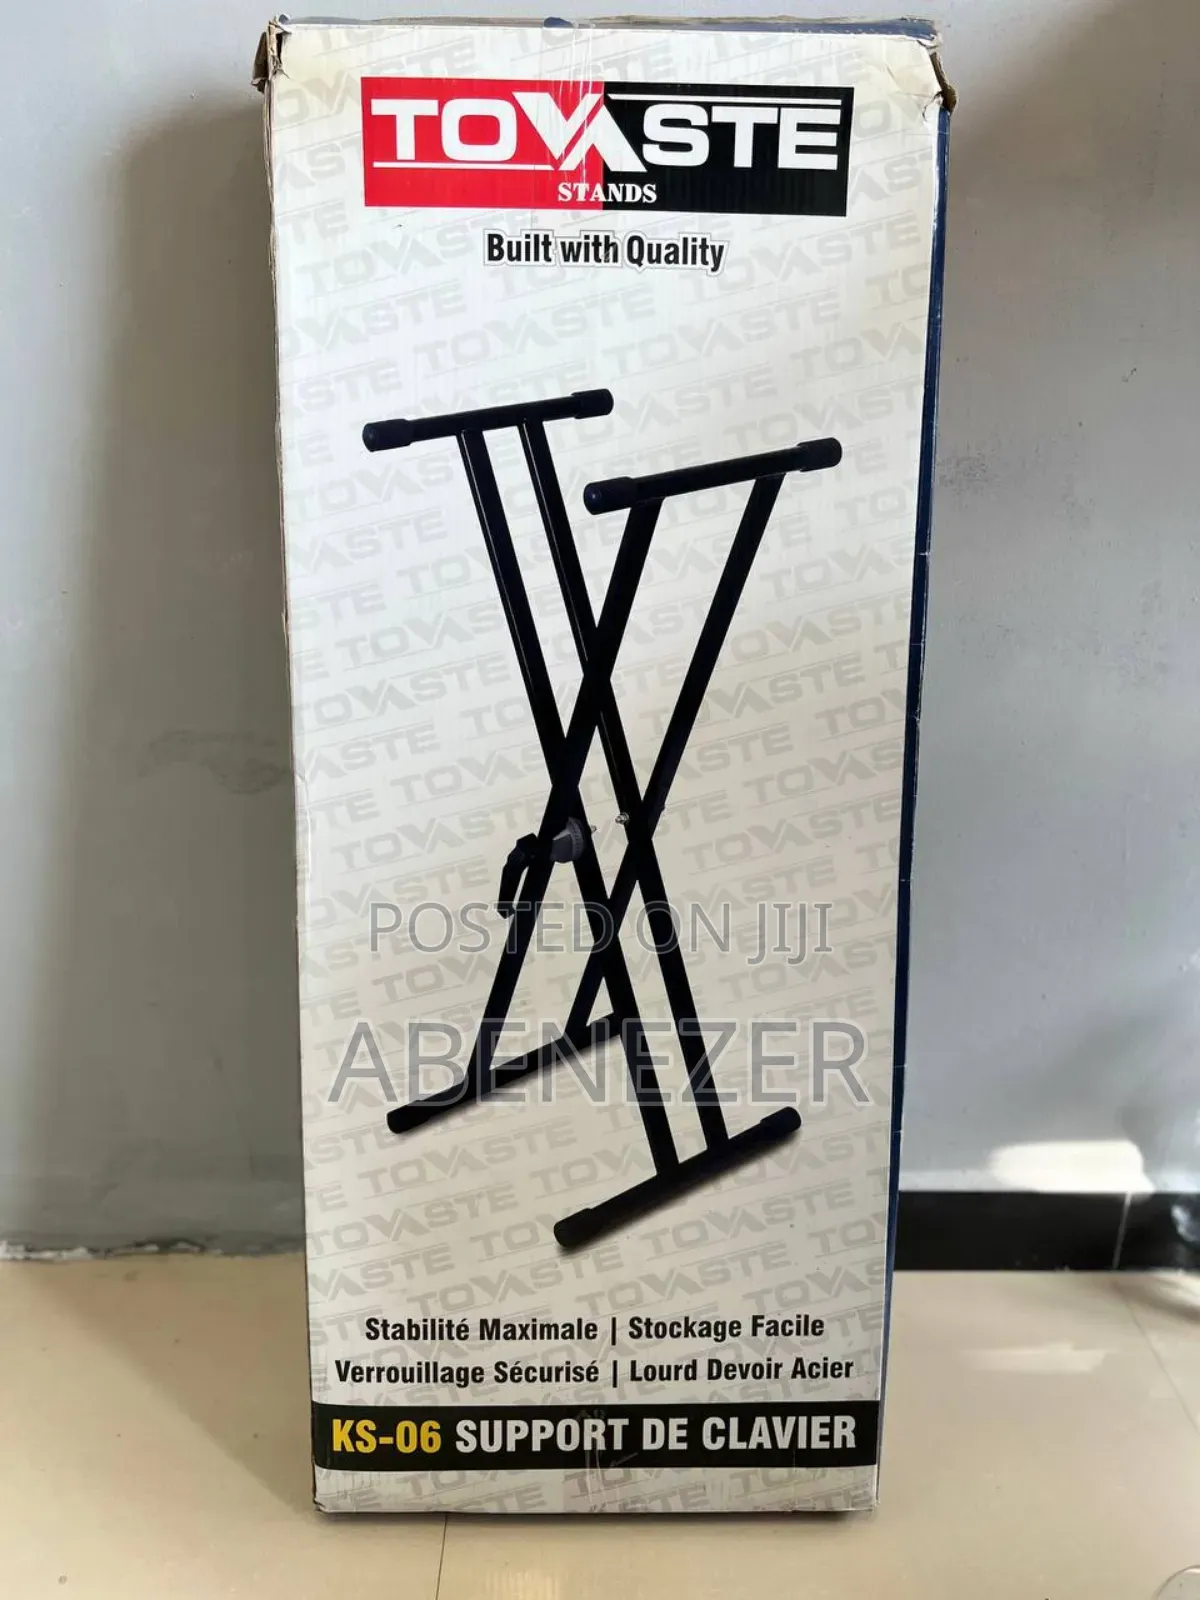 TOVASTE
STANDS
Built with Quality
POSTED ON JIJI
ABENEZER
Stabilité Maximale | Stockage Facile
Verrouillage Sécurisé | Lourd Devoir Acier
KS-06 SUPPORT DE CLAVIER